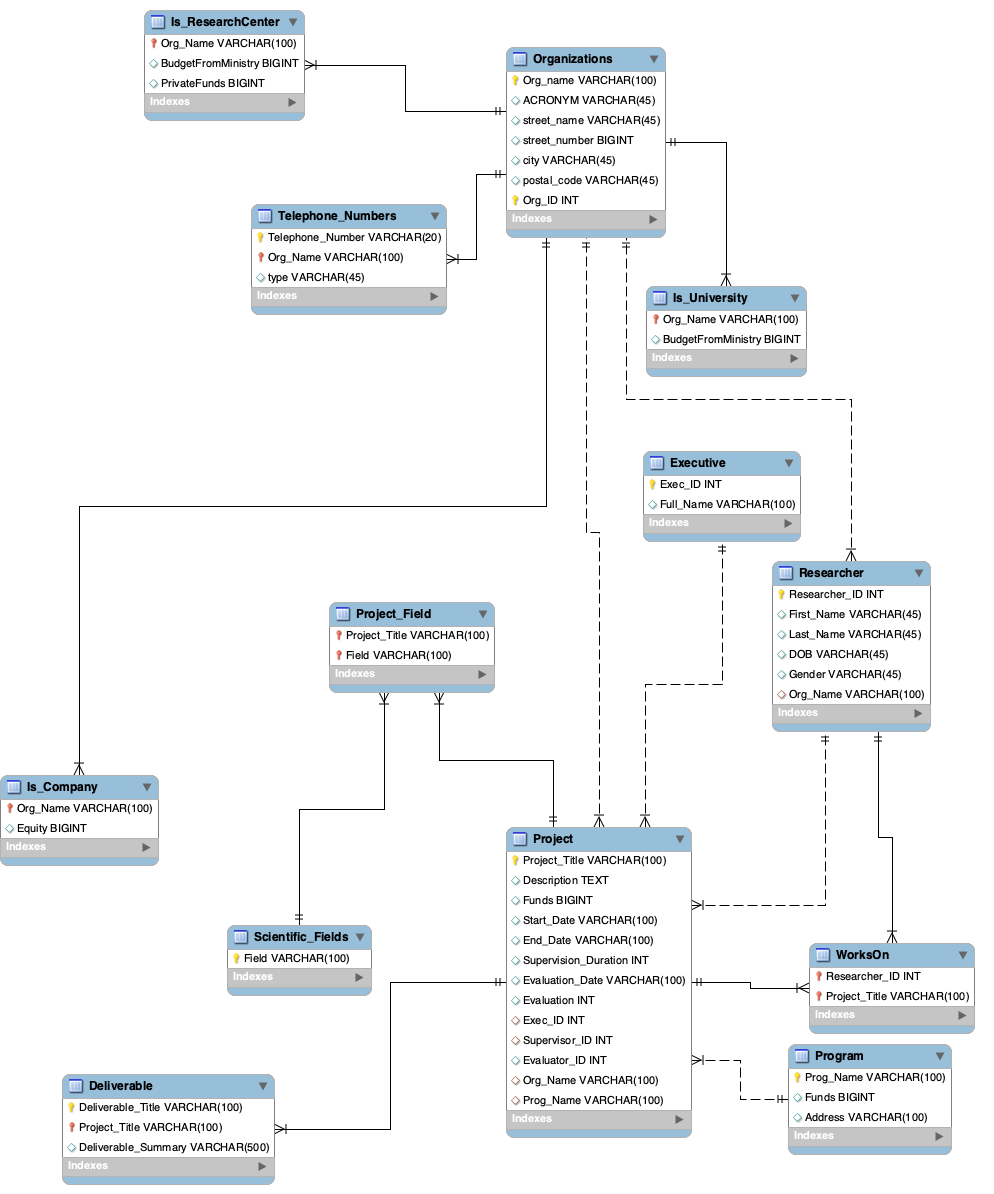 Is_ResearchCenter
Org_Name VARCHAR(100)
BudgetFromMinistry BIGINT
PrivateFunds BIGINT
Indexes
Organizations
Org_name VARCHAR(100)
ACRONYM VARCHAR(45)
street_name VARCHAR(45)
street_number BIGINT
city VARCHAR(45)
postal_code VARCHAR(45)
Org_ID INT
Indexes
Telephone_Numbers
Telephone_Number VARCHAR(20)
Org_Name VARCHAR(100)
type VARCHAR(45)
Indexes
Is_University
Org_Name VARCHAR(100)
BudgetFromMinistry BIGINT
Indexes
Executive
Exec_ID INT
Full_Name VARCHAR(100)
Indexes
Researcher
Researcher_ID INT
First_Name VARCHAR(45)
Last_Name VARCHAR(45)
DOB VARCHAR(45)
Gender VARCHAR(45)
Org_Name VARCHAR(100)
Indexes
Project_Field
Project_Title VARCHAR(100)
Field VARCHAR(100)
Indexes
Is_Company
Org_Name VARCHAR(100)
Equity BIGINT
Indexes
Project
Project_Title VARCHAR(100)
Description TEXT
Funds BIGINT
Start_Date VARCHAR(100)
End_Date VARCHAR(100)
Supervision_Duration INT
Evaluation_Date VARCHAR(100)
Evaluation INT
Exec_ID INT
Supervisor_ID INT
Evaluator_ID INT
Org_Name VARCHAR(100)
Prog_Name VARCHAR(100)
Indexes
Scientific_Fields
Field VARCHAR(100)
Indexes
WorksOn
Researcher_ID INT
Project_Title VARCHAR(100)
Indexes
Program
Prog_Name VARCHAR(100)
Funds BIGINT
Address VARCHAR(100)
Indexes
Deliverable
Deliverable_Title VARCHAR(100)
Project_Title VARCHAR(100)
Deliverable_Summary VARCHAR(500)
Indexes